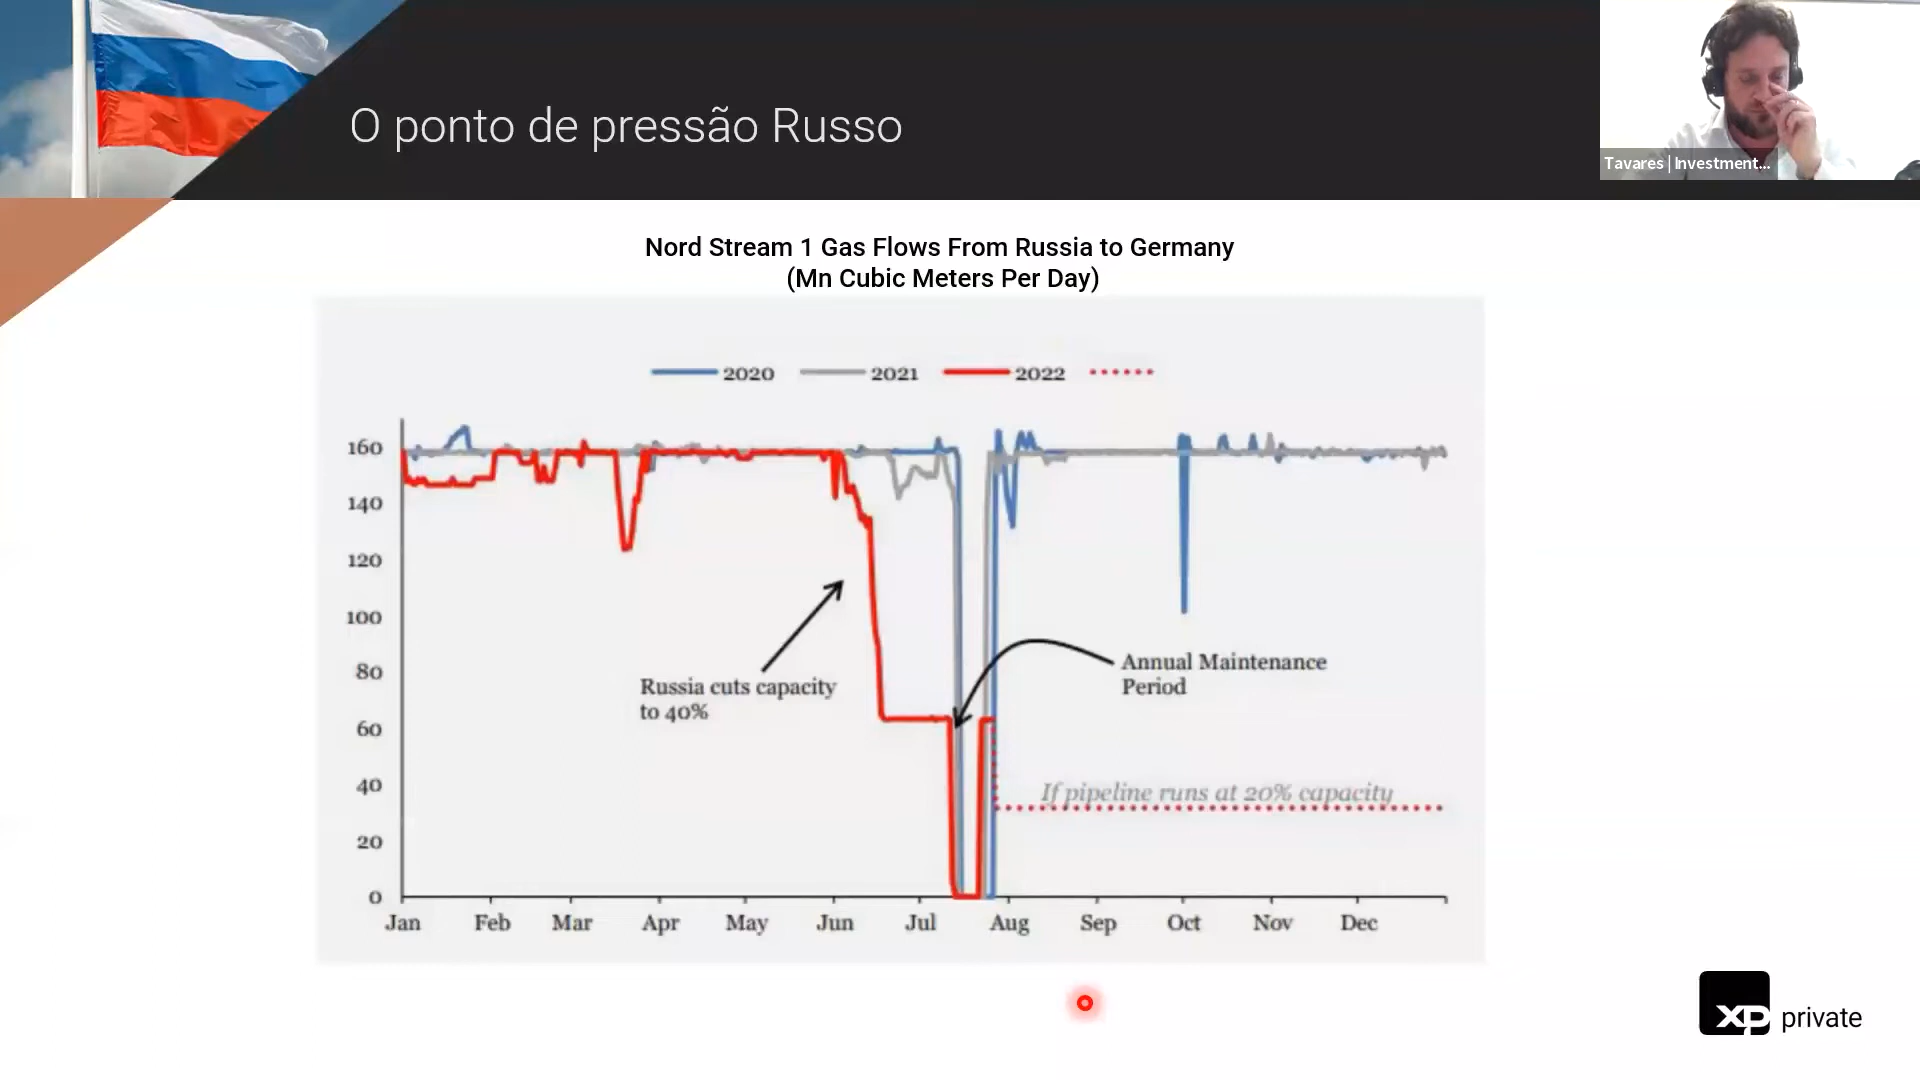 O ponto de pressão Russo
Tavares | Investment...
Nord Stream 1 Gas Flows From Russia to Germany
(Mn Cubic Meters Per Day)
2020 2021 2022
160
140
120
100
80
60
40
20
0
Russia cuts capacity
to 40%
Annual Maintenance
Period
If pipeline runs at 20% capacity
Jan Feb Mar Apr May Jun Jul Aug Sep Oct Nov Dec
xp private